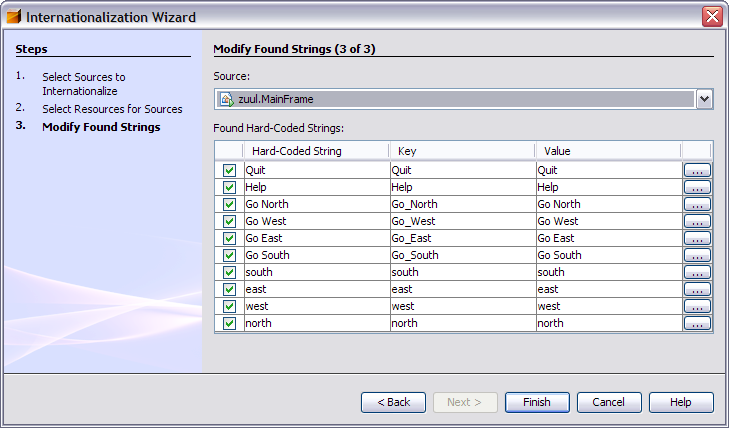 Internationalization Wizard
Steps
1. Select Sources to
Internationalize
2. Select Resources for Sources
3. Modify Found Strings
Modify Found Strings (3 of 3)
Source:
zuul.MainFrame
Found Hard-Coded Strings:
Hard-Coded String Key Value
Quit Quit Quit ...
Help Help Help ...
Go North Go_North Go North ...
Go West Go_West Go West ...
Go East Go_East Go East ...
Go South Go_South Go South ...
south south south ...
east east east ...
west west west ...
north north north ...
< Back Next > Finish Cancel Help